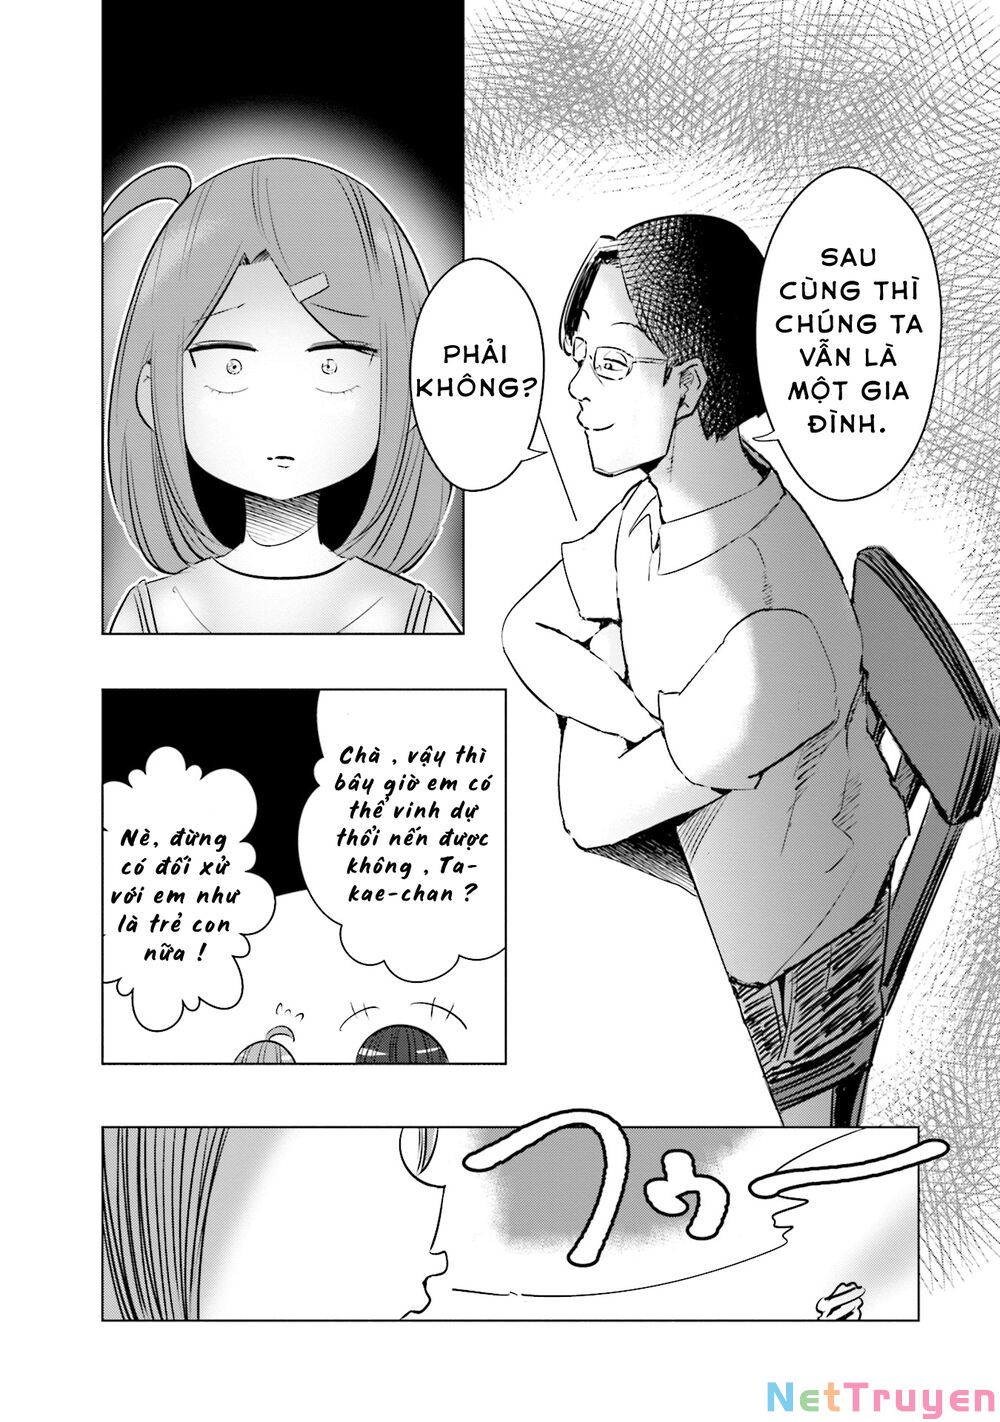 SAU
CÙNG THÌ
CHÚNG TA
VẪN LÀ
MỘT GIA
ĐÌNH.
PHẢI
KHÔNG?
Chà , vậy thì
bây giờ em có
thể vinh dự
thổi nến được
không , Ta-
kae-chan ?
Nè, đừng
có đối xử
với em như
là trẻ con
nữa !
フゥー
NetTruyen